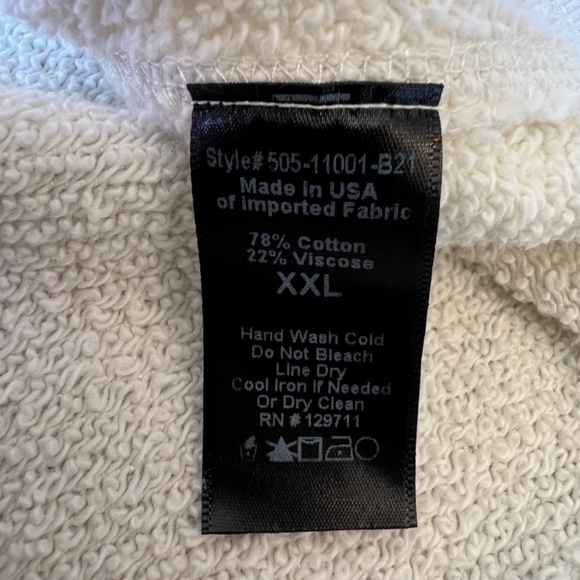 Style# 505-11001-B21
Made In USA
of imported Fabric
78% Cotton
22% Viscose
XXL
Hand Wash Cold
Do Not Bleach
Line Dry
Cool Iron If Needed
Or Dry Clean
RN # 129711